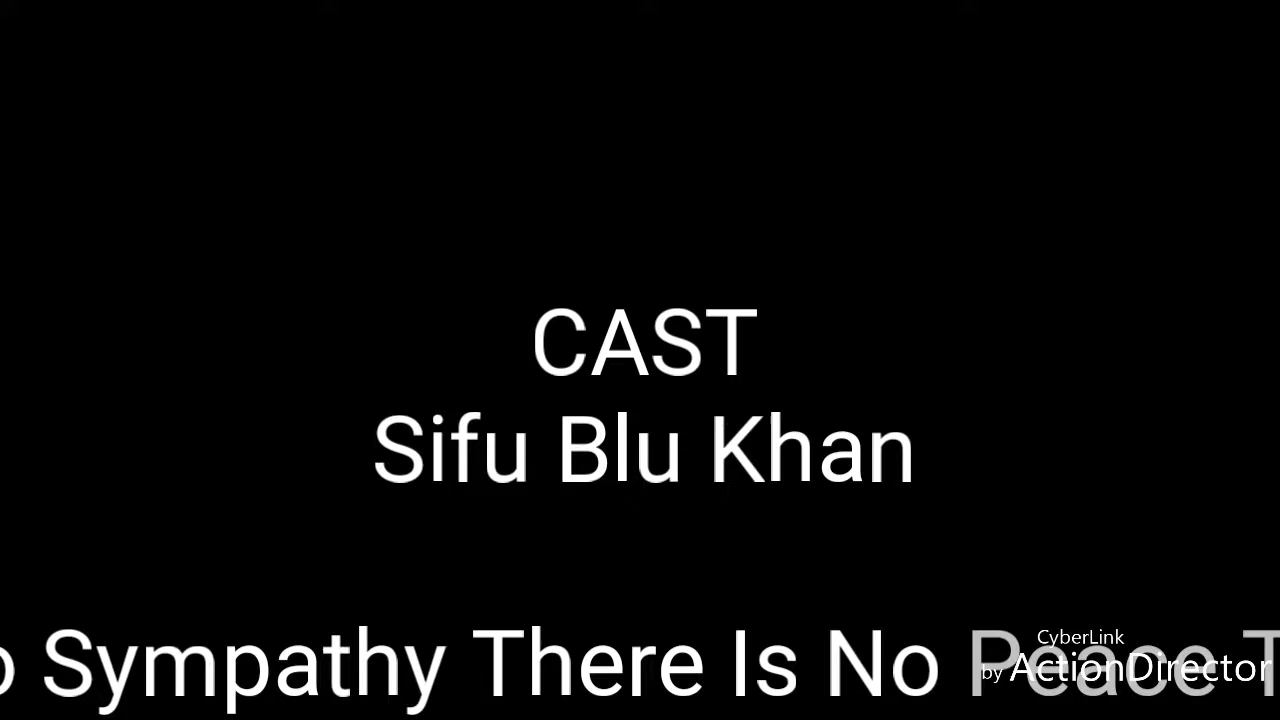 CAST
Sifu Blu Khan
o Sympathy There Is No Peace T
CyberLink
by ActionDirector